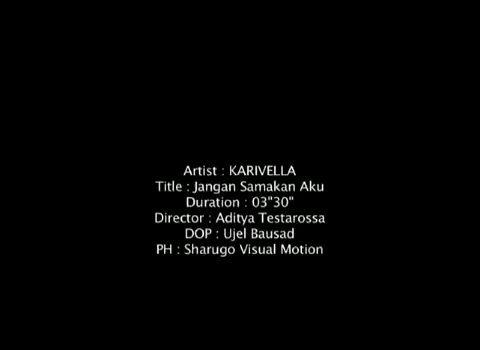 Artist : KARIVELLA
Title : Jangan Samakan Aku
Duration : 03"30"
Director : Aditya Testarossa
DOP : Ujel Bausad
PH : Sharugo Visual Motion